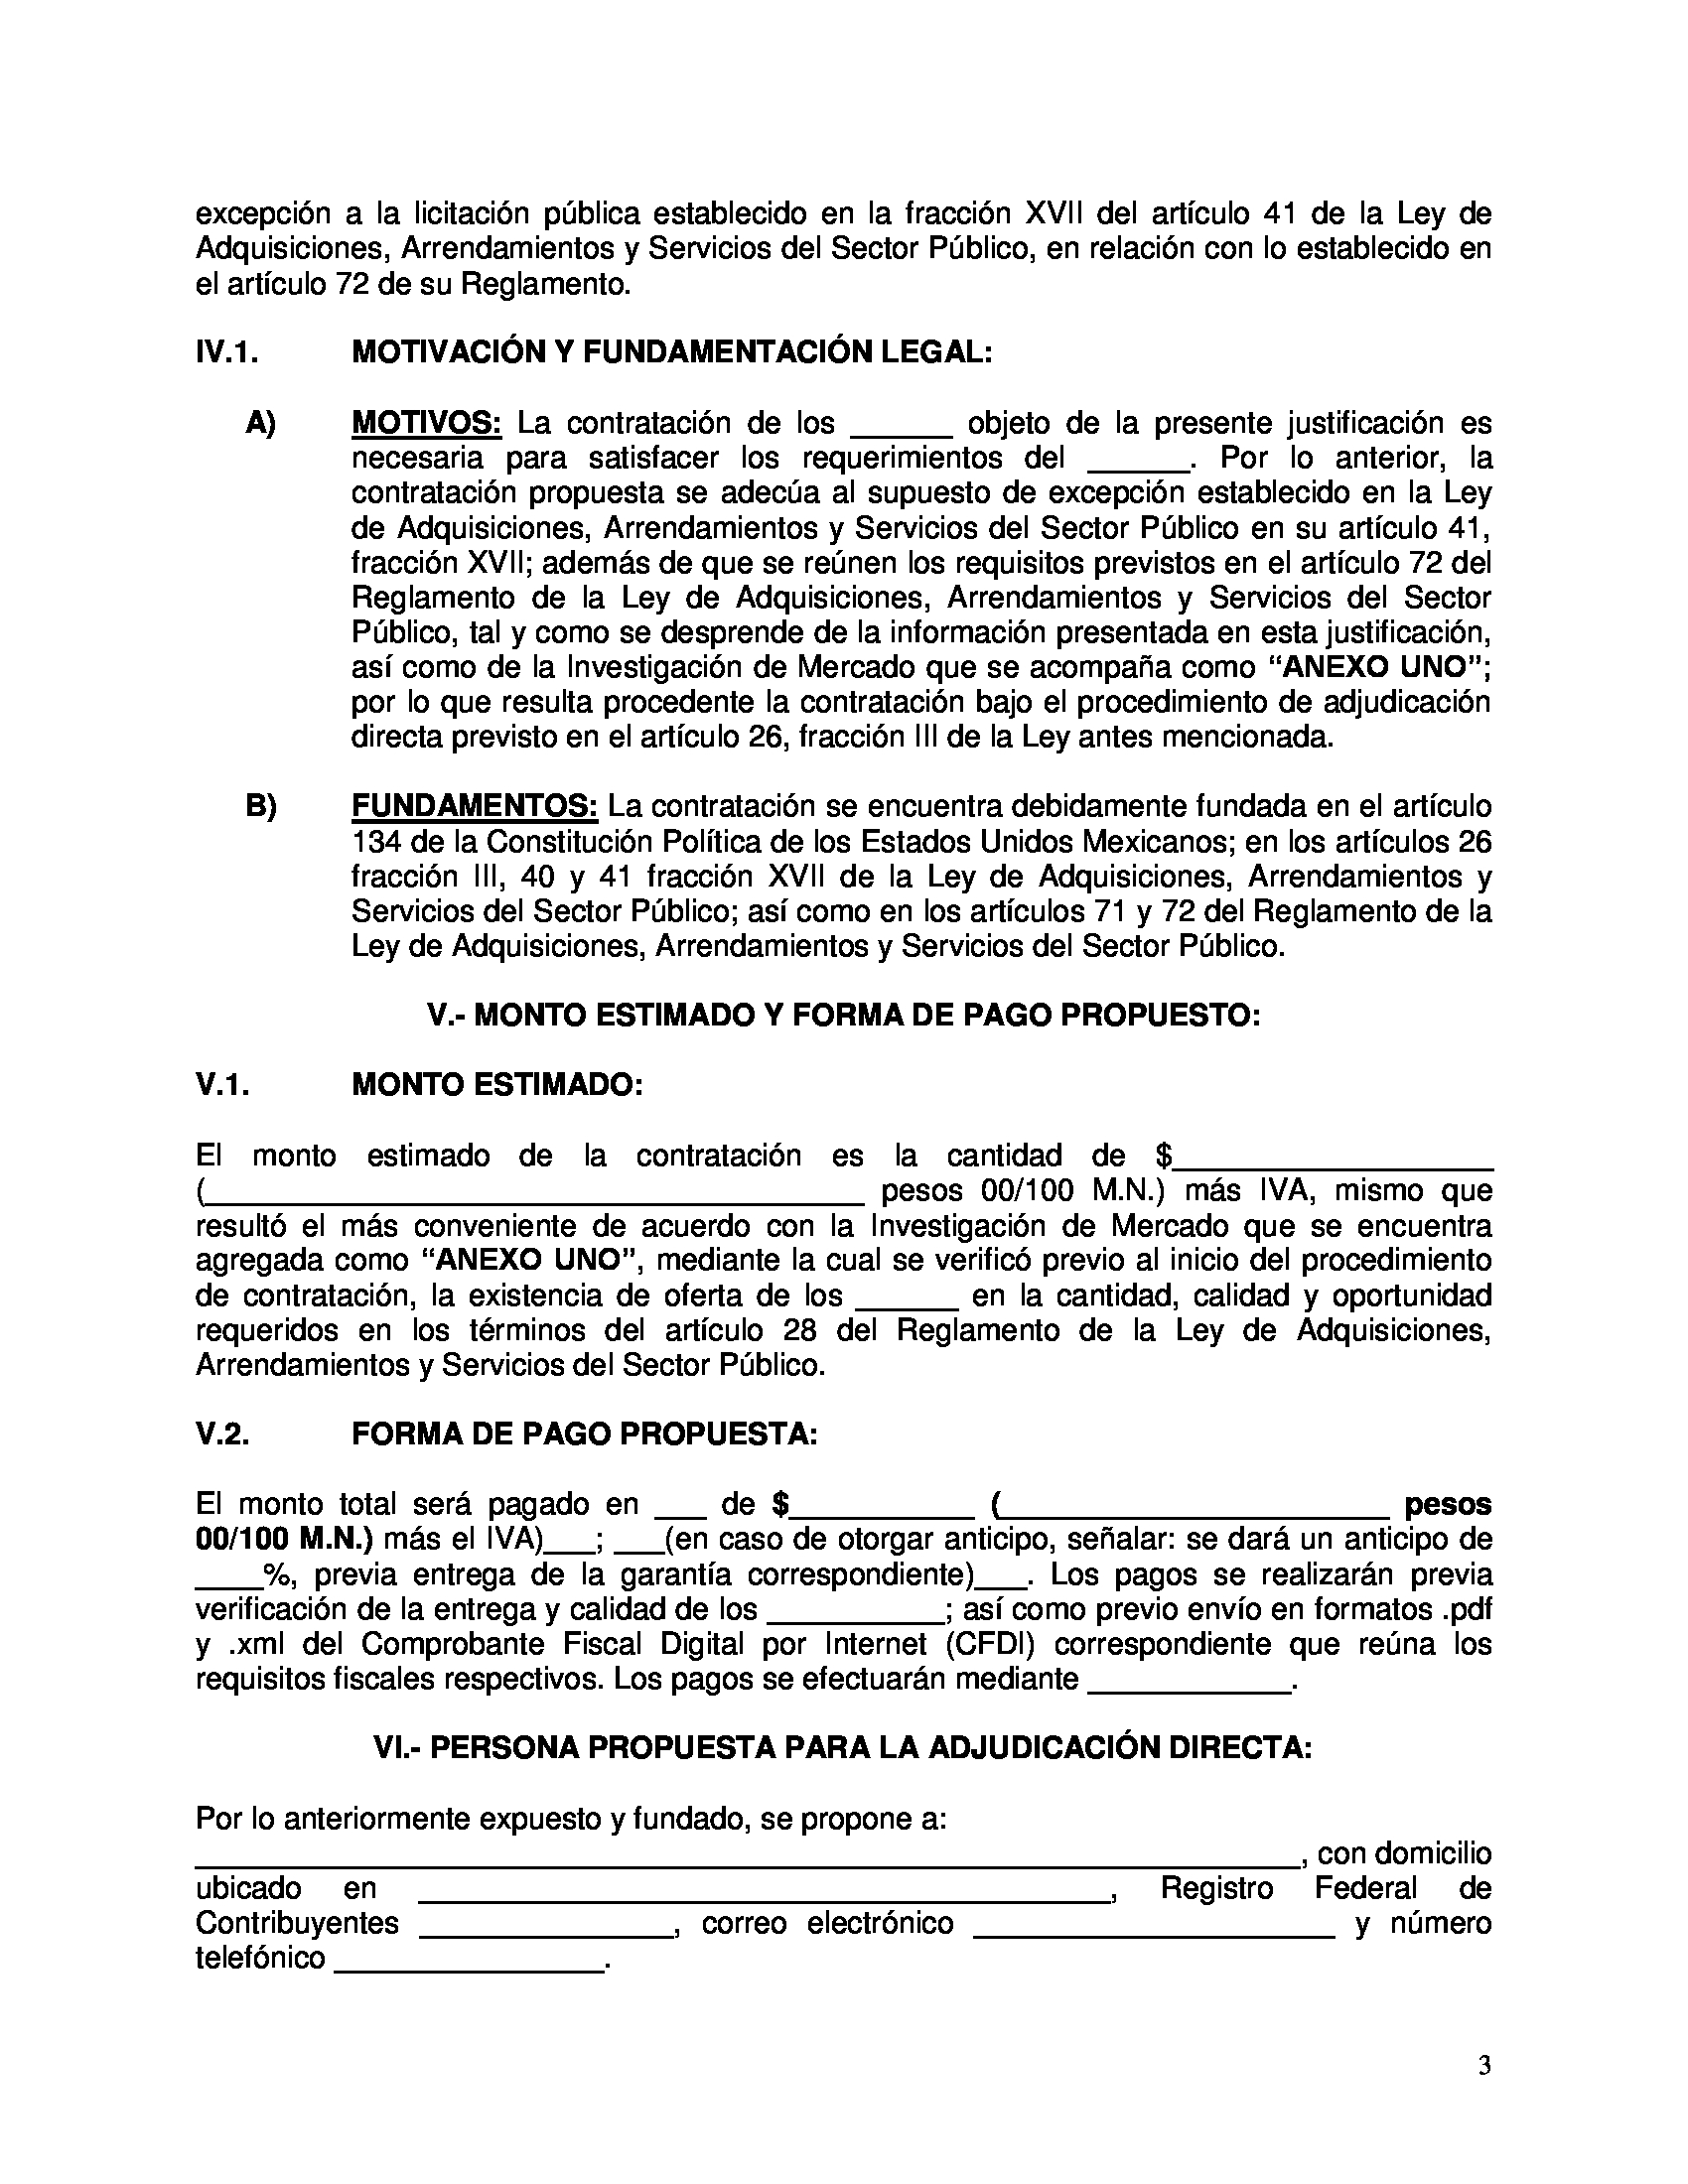 excepción a la licitación pública establecido en la fracción XVII del artículo 41 de la Ley de
Adquisiciones, Arrendamientos y Servicios del Sector Público, en relación con lo establecido en
el artículo 72 de su Reglamento.
IV.1. MOTIVACIÓN Y FUNDAMENTACIÓN LEGAL:
A) MOTIVOS: La contratación de los ______ objeto de la presente justificación es
necesaria para satisfacer los requerimientos del ______. Por lo anterior, la
contratación propuesta se adecúa al supuesto de excepción establecido en la Ley
de Adquisiciones, Arrendamientos y Servicios del Sector Público en su artículo 41,
fracción XVII; además de que se reúnen los requisitos previstos en el artículo 72 del
Reglamento de la Ley de Adquisiciones, Arrendamientos y Servicios del Sector
Público, tal y como se desprende de la información presentada en esta justificación,
así como de la Investigación de Mercado que se acompaña como “ANEXO UNO”;
por lo que resulta procedente la contratación bajo el procedimiento de adjudicación
directa previsto en el artículo 26, fracción III de la Ley antes mencionada.
B) FUNDAMENTOS: La contratación se encuentra debidamente fundada en el artículo
134 de la Constitución Política de los Estados Unidos Mexicanos; en los artículos 26
fracción III, 40 y 41 fracción XVII de la Ley de Adquisiciones, Arrendamientos y
Servicios del Sector Público; así como en los artículos 71 y 72 del Reglamento de la
Ley de Adquisiciones, Arrendamientos y Servicios del Sector Público.
V.- MONTO ESTIMADO Y FORMA DE PAGO PROPUESTO:
V.1. MONTO ESTIMADO:
El monto estimado de la contratación es la cantidad de $___________________
(_______________________________________ pesos 00/100 M.N.) más IVA, mismo que
resultó el más conveniente de acuerdo con la Investigación de Mercado que se encuentra
agregada como “ANEXO UNO”, mediante la cual se verificó previo al inicio del procedimiento
de contratación, la existencia de oferta de los ______ en la cantidad, calidad y oportunidad
requeridos en los términos del artículo 28 del Reglamento de la Ley de Adquisiciones,
Arrendamientos y Servicios del Sector Público.
V.2. FORMA DE PAGO PROPUESTA:
El monto total será pagado en ___ de $___________ (_______________________ pesos
00/100 M.N.) más el IVA)___; ___(en caso de otorgar anticipo, señalar: se dará un anticipo de
____%, previa entrega de la garantía correspondiente)___. Los pagos se realizarán previa
verificación de la entrega y calidad de los __________; así como previo envío en formatos .pdf
y .xml del Comprobante Fiscal Digital por Internet (CFDI) correspondiente que reúna los
requisitos fiscales respectivos. Los pagos se efectuarán mediante ____________.
VI.- PERSONA PROPUESTA PARA LA ADJUDICACIÓN DIRECTA:
Por lo anteriormente expuesto y fundado, se propone a:
_________________________________________________________________, con domicilio
ubicado en _________________________________________, Registro Federal de
Contribuyentes _______________, correo electrónico _____________________ y número
telefónico ________________.
3